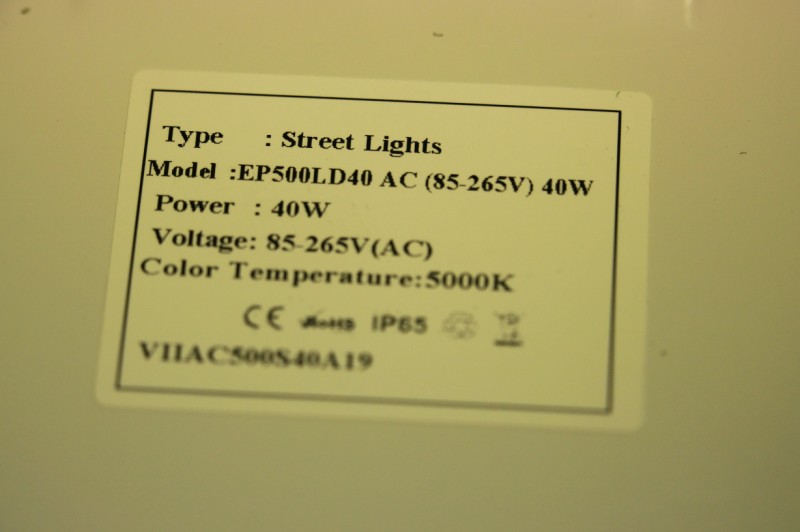 Type : Street Lights
Model :EP500LD40 AC (85-265V) 40W
Power : 40W
Voltage: 85-265V(AC)
Color Temperature:5000K
CE RoHS IP65
VIIAC500S40A19